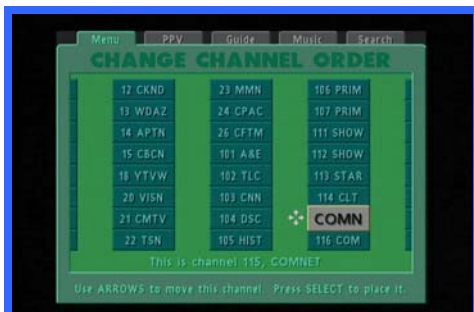 Menu PPV Guide Music Search
CHANGE CHANNEL ORDER
12 CKND 23 MMN 106 PRIM
13 WDAZ 24 CPAC 107 PRIM
14 APTN 26 CFTM 111 SHOW
15 CBCN 101 A&E 112 SHOW
18 YTVW 102 TLC 113 STAR
20 VISN 103 CNN 114 CLT
21 CMTV 104 DSC COMN
22 TSN 105 HIST 116 COM
This is channel 115, COMNET
Use ARROWS to move this channel. Press SELECT to place it.